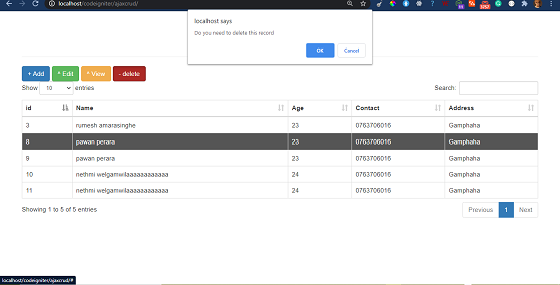 localhost/codeigniter/ajaxcrud/
localhost says
Do you need to delete this record
OK Cancel
+ Add * Edit * View - delete
Show 10 entries Search:
id Name Age Contact Address
3 rumesh amarasinghe 23 0763706016 Gamphaha
8 pawan perara 23 0763706016 Gamphaha
9 pawan perara 23 0763706016 Gamphaha
10 nethmi welgamwilaaaaaaaaaaaa 24 0763706016 Gamphaha
11 nethmi welgamwilaaaaaaaaaaaa 24 0763706016 Gamphaha
Showing 1 to 5 of 5 entries Previous 1 Next
localhost/codeigniter/ajaxcrud/#